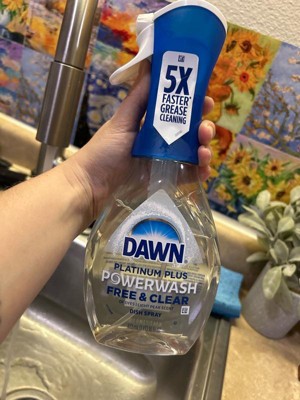 5X
FASTER*
GREASE
CLEANING
DAWN
PLATINUM PLUS
POWERWASH
FREE & CLEAR
DISH SPRAY